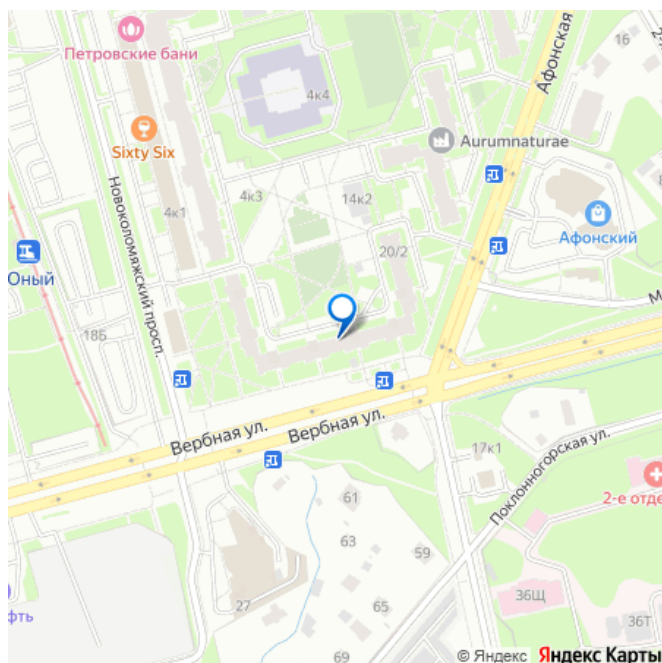 Петровские бани
16
Афонская
4к4
Sixty Six
Aurumnaturae
4к3
14к2
4к1
Афонский
20/2
Оный
Новоколомяжский просп.
18Б
Вербная ул.
Вербная ул.
17к1
Поклонногорская ул.
2-е отде
61
63
59
27
65
36Щ
36Т
69
фть
© Яндекс Яндекс Карты